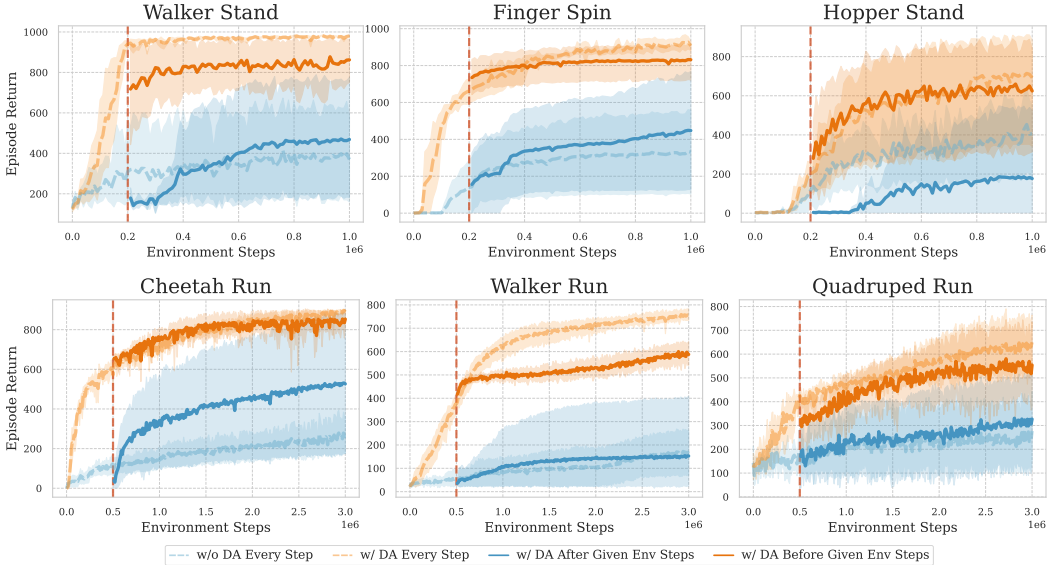 Walker Stand
Finger Spin
Hopper Stand
Episode Return
1000
800
600
400
200
0.0 0.2 0.4 0.6 0.8 1.0
1e6
Environment Steps
1000
800
600
400
200
0
0.0 0.2 0.4 0.6 0.8 1.0
1e6
Environment Steps
800
600
400
200
0
0.0 0.2 0.4 0.6 0.8 1.0
1e6
Environment Steps
Cheetah Run
Walker Run
Quadruped Run
Episode Return
800
600
400
200
0
0.0 0.5 1.0 1.5 2.0 2.5 3.0
1e6
Environment Steps
800
700
600
500
400
300
200
100
0
0.0 0.5 1.0 1.5 2.0 2.5 3.0
1e6
Environment Steps
800
700
600
500
400
300
200
100
0
0.0 0.5 1.0 1.5 2.0 2.5 3.0
1e6
Environment Steps
w/o DA Every Step w/ DA Every Step w/ DA After Given Env Steps w/ DA Before Given Env Steps